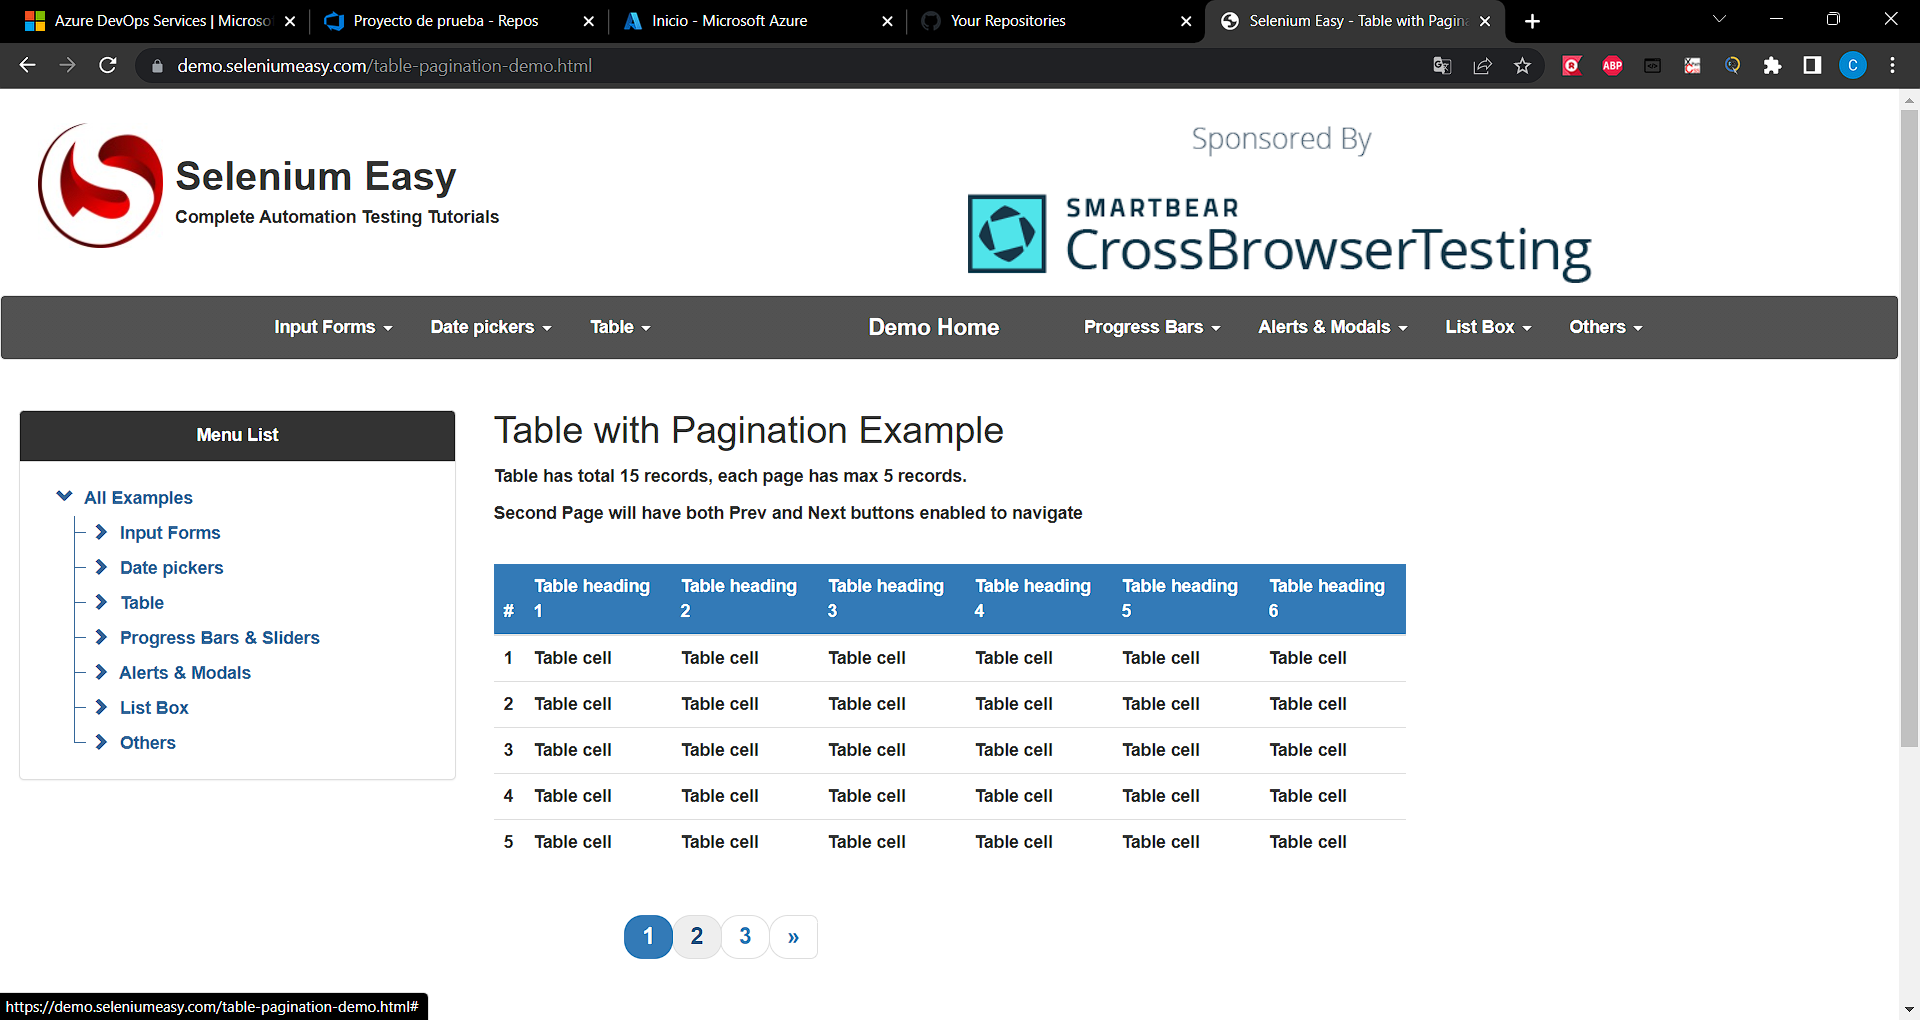 Azure DevOps Services | Microso
Proyecto de prueba - Repos
Inicio - Microsoft Azure
Your Repositories
Selenium Easy - Table with Pagina
demo.seleniumeasy.com/table-pagination-demo.html
ABP
C
Selenium Easy
Complete Automation Testing Tutorials
Sponsored By
SMARTBEAR
CrossBrowserTesting
Input Forms
Date pickers
Table
Demo Home
Progress Bars
Alerts & Modals
List Box
Others
Menu List
All Examples
Input Forms
Date pickers
Table
Progress Bars & Sliders
Alerts & Modals
List Box
Others
Table with Pagination Example
Table has total 15 records, each page has max 5 records.
Second Page will have both Prev and Next buttons enabled to navigate
# Table heading 1 Table heading 2 Table heading 3 Table heading 4 Table heading 5 Table heading 6
1 Table cell Table cell Table cell Table cell Table cell Table cell
2 Table cell Table cell Table cell Table cell Table cell Table cell
3 Table cell Table cell Table cell Table cell Table cell Table cell
4 Table cell Table cell Table cell Table cell Table cell Table cell
5 Table cell Table cell Table cell Table cell Table cell Table cell
1 2 3 »
https://demo.seleniumeasy.com/table-pagination-demo.html#